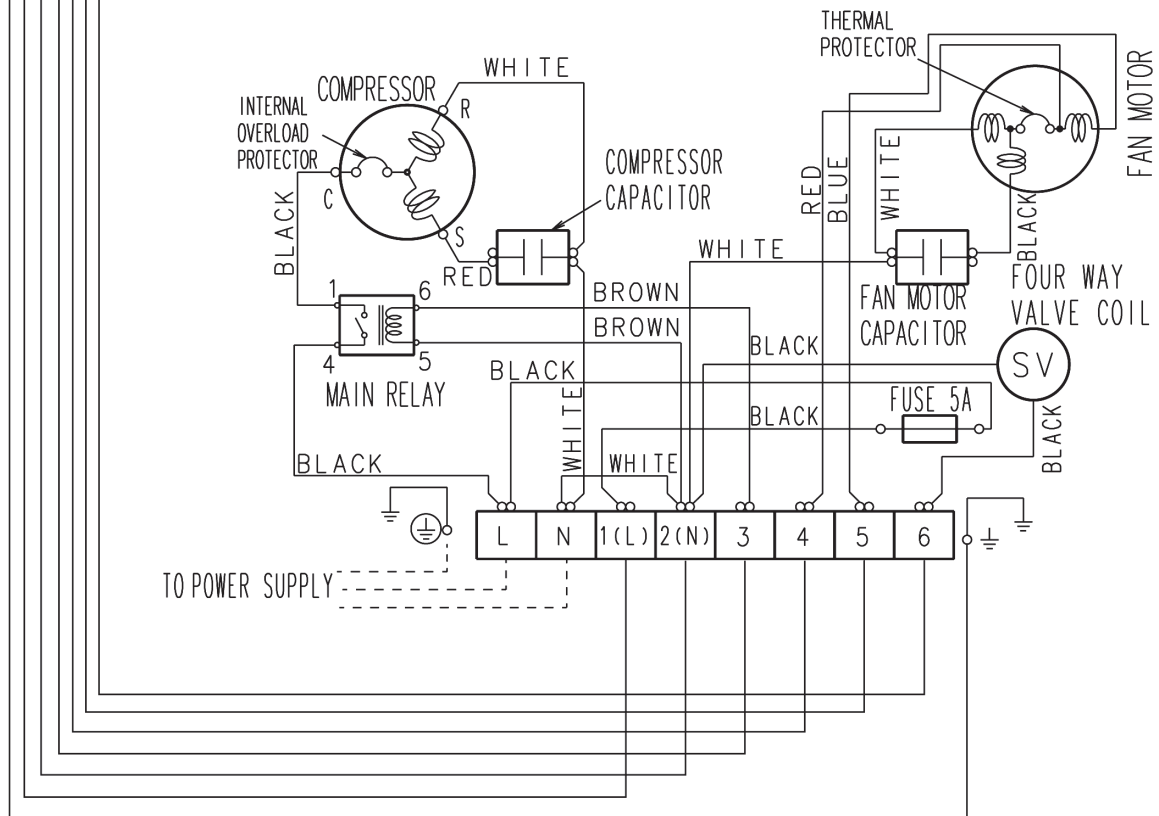 THERMAL
PROTECTOR
WHITE
COMPRESSOR
R
INTERNAL
OVERLOAD
PROTECTOR
FAN MOTOR
COMPRESSOR
CAPACITOR
RED
BLUE
WHITE
BLACK
C
BLACK
S
RED
WHITE
BLACK
FOUR WAY
VALVE COIL
1
6
BROWN
FAN MOTOR
CAPACITOR
BROWN
4
5
BLACK
SV
MAIN RELAY
BLACK
FUSE 5A
WHITE
BLACK
BLACK
BLACK
WHITE
L
N
1(L)
2(N)
3
4
5
6
TO POWER SUPPLY